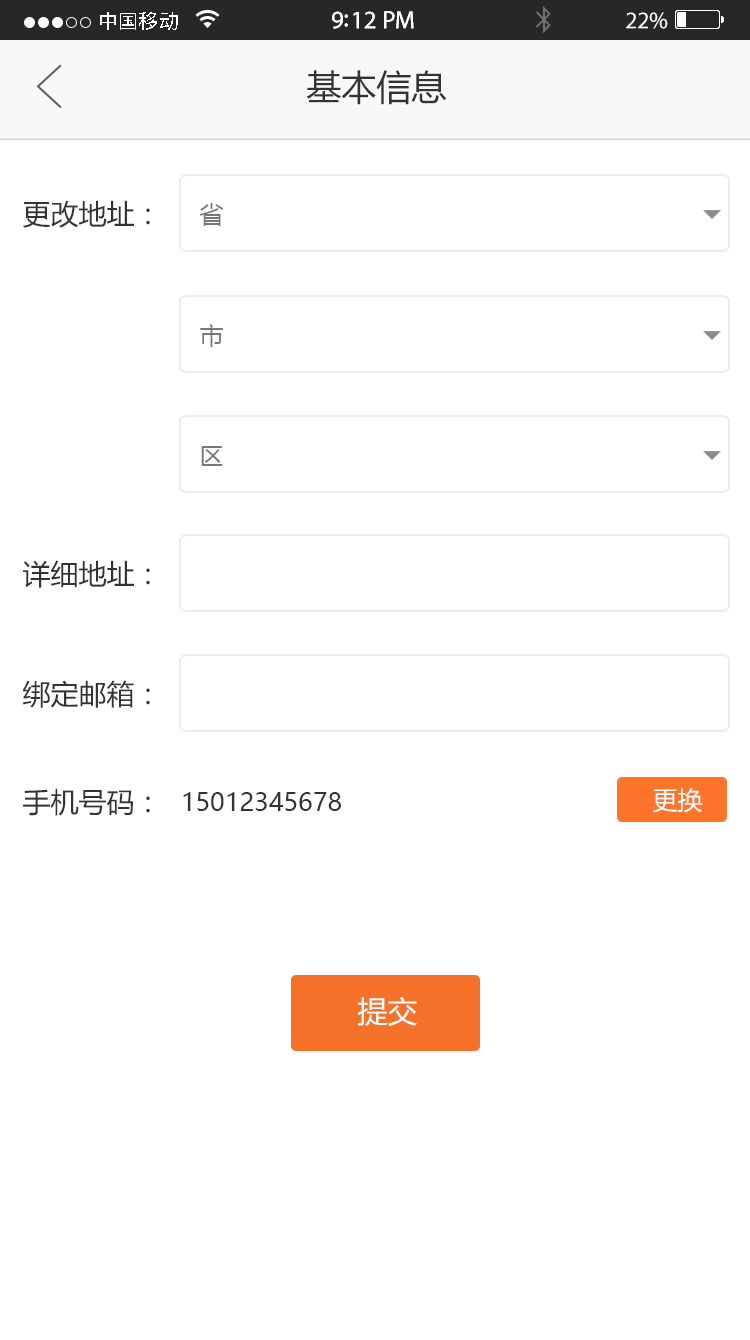 中国移动 9:12 PM 22%
基本信息
更改地址： 省
市
区
详细地址：
绑定邮箱：
手机号码： 15012345678 更换
提交